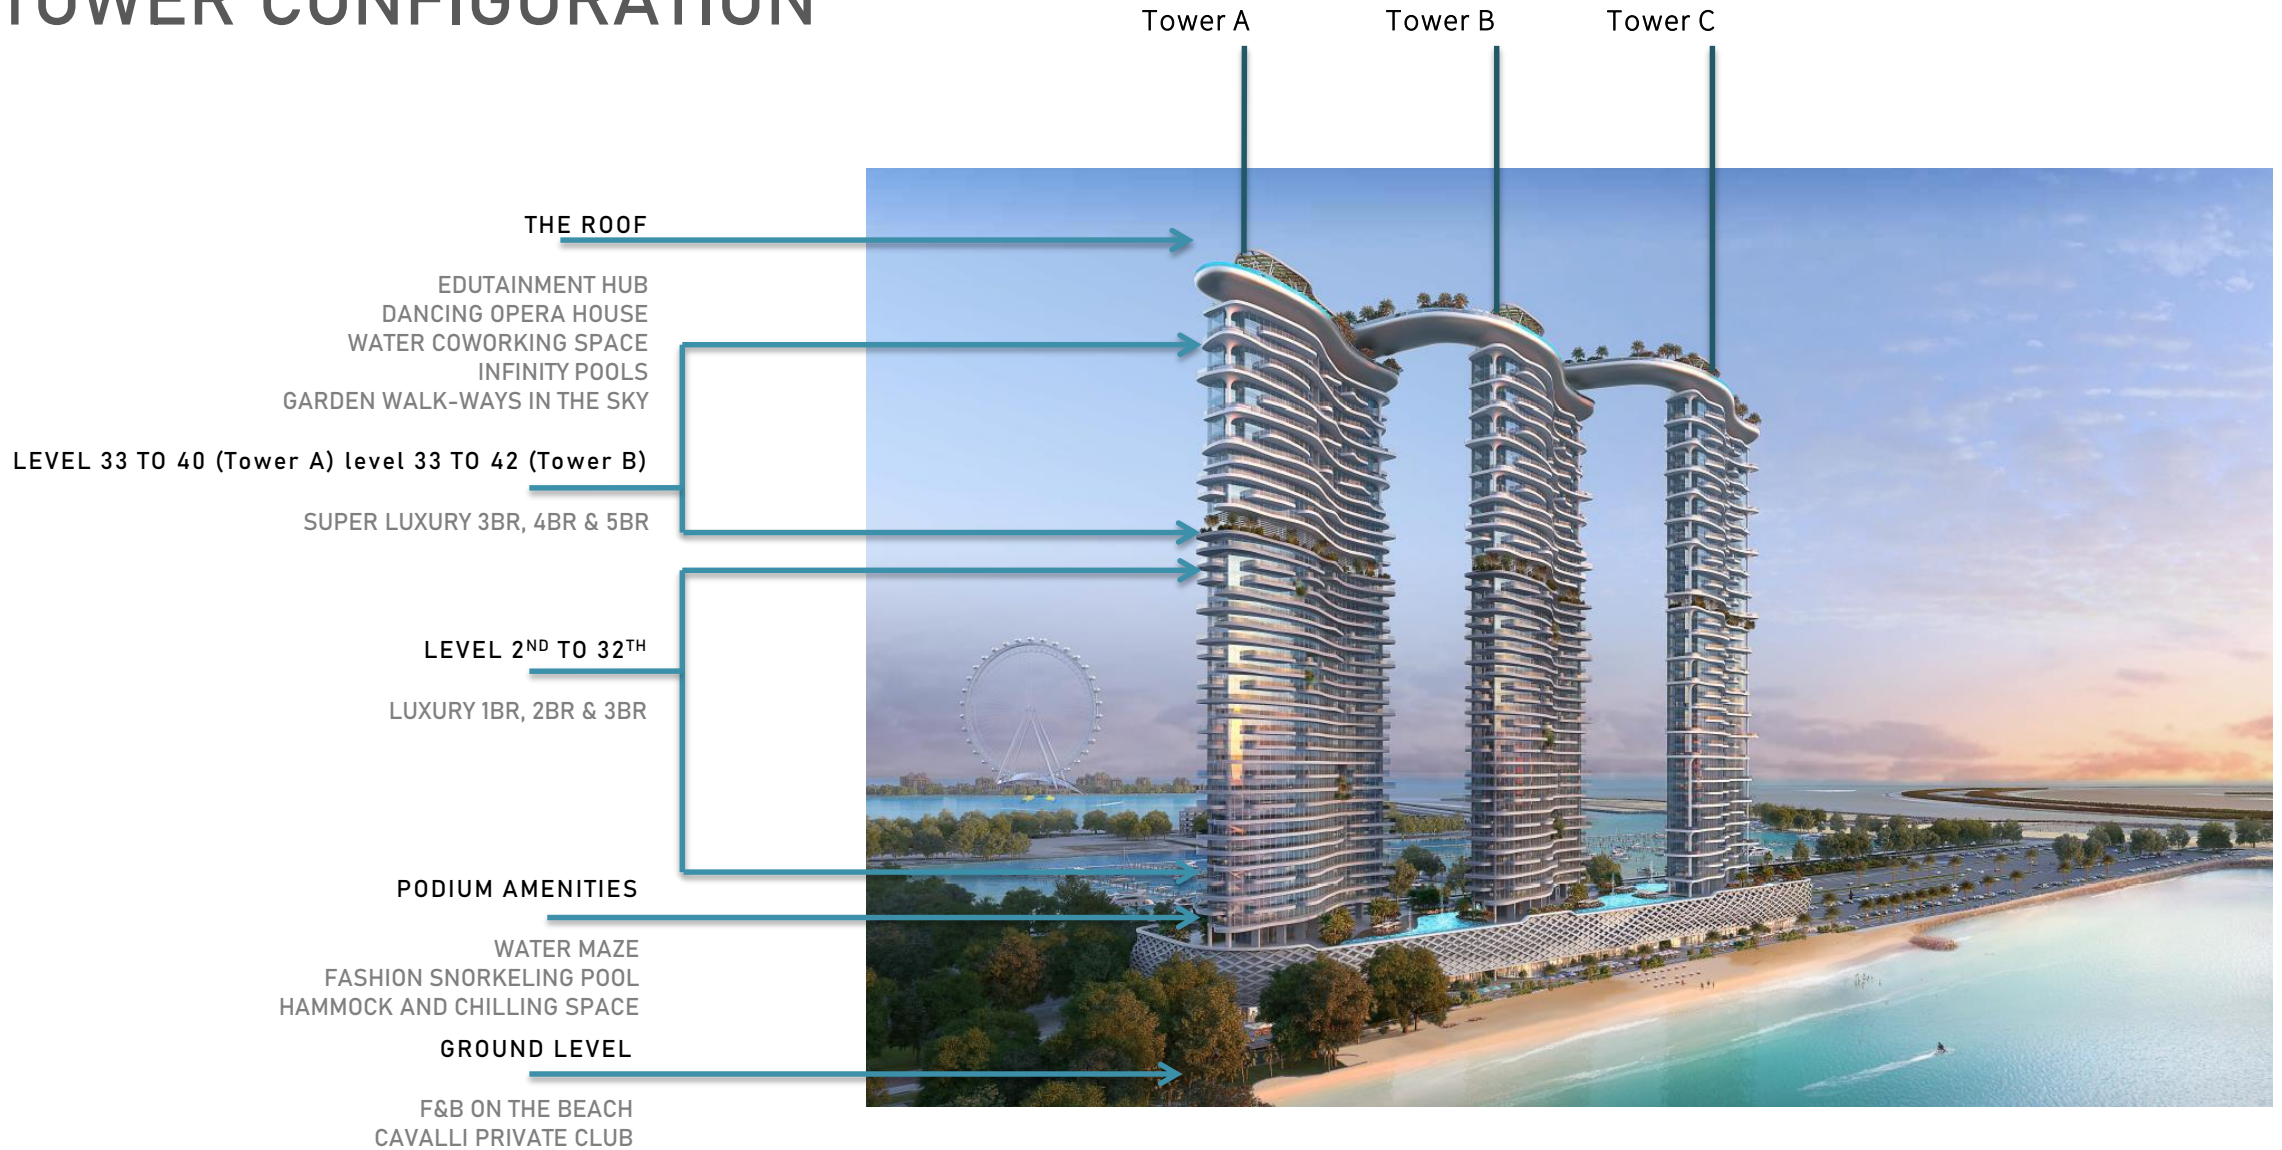 TOWER CONFIGURATION
Tower A
Tower B
Tower C
THE ROOF
EDUTAINMENT HUB
DANCING OPERA HOUSE
WATER COWORKING SPACE
INFINITY POOLS
GARDEN WALK-WAYS IN THE SKY
LEVEL 33 TO 40 (Tower A) level 33 TO 42 (Tower B)
SUPER LUXURY 3BR, 4BR & 5BR
LEVEL 2ND TO 32TH
LUXURY 1BR, 2BR & 3BR
PODIUM AMENITIES
WATER MAZE
FASHION SNORKELING POOL
HAMMOCK AND CHILLING SPACE
GROUND LEVEL
F&B ON THE BEACH
CAVALLI PRIVATE CLUB